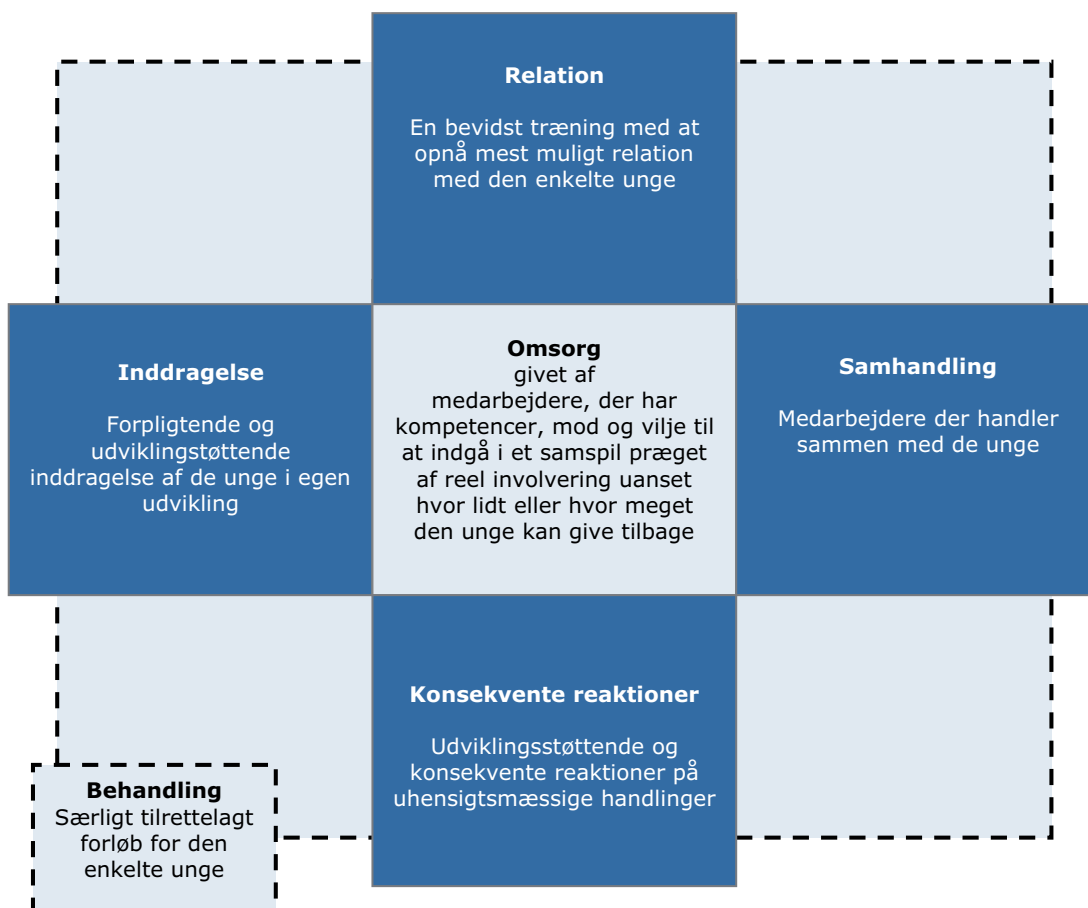 Relation
En bevidst træning med at
opnå mest muligt relation
med den enkelte unge
Inddragelse
Forpligtende og
udviklingstøttende
inddragelse af de unge i egen
udvikling
Omsorg
givet af
medarbejdere, der har
kompetencer, mod og vilje til
at indgå i et samspil præget
af reel involvering uanset
hvor lidt eller hvor meget
den unge kan give tilbage
Samhandling
Medarbejdere der handler
sammen med de unge
Konsekvente reaktioner
Udviklingsstøttende og
konsekvente reaktioner på
uhensigtsmæssige handlinger
Behandling
Særligt tilrettelagt
forløb for den
enkelte unge